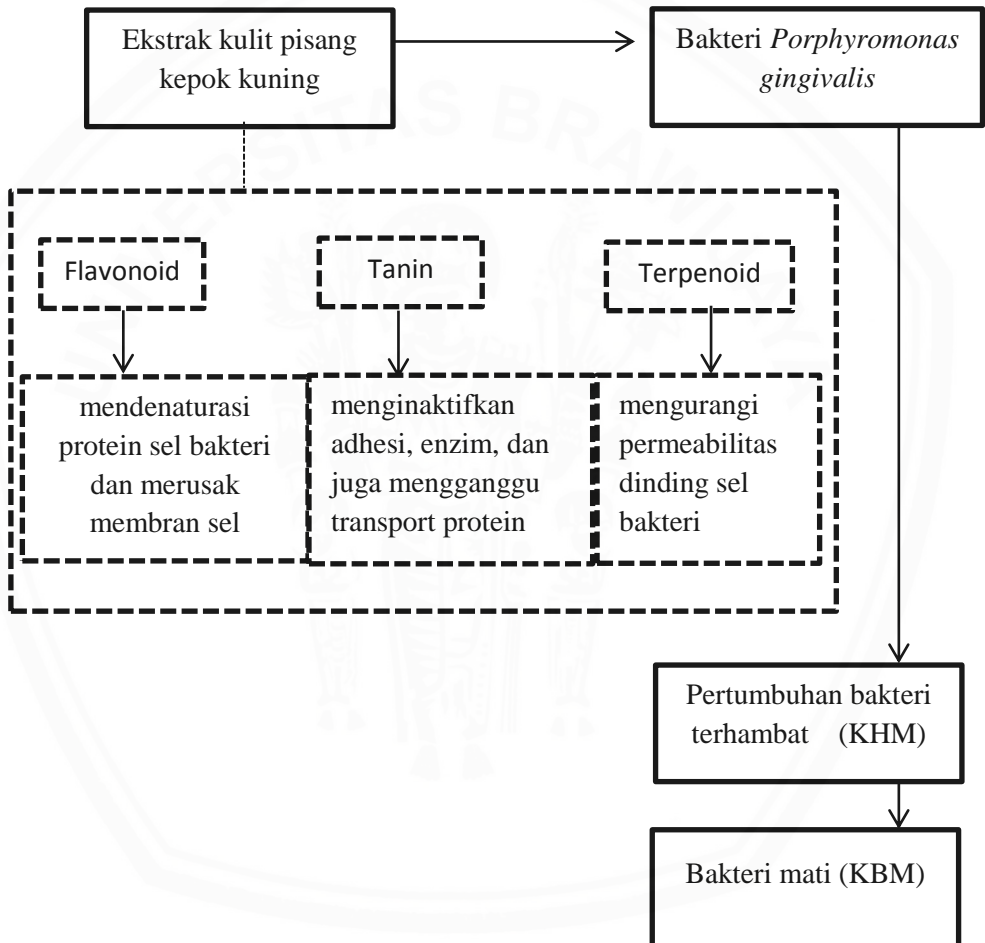 Ekstrak kulit pisang
kepok kuning
Bakteri Porphyromonas
gingivalis
UNIVERSITAS BRAWIJAYA
Flavonoid
Tanin
Terpenoid
mendenaturasi
protein sel bakteri
dan merusak
membran sel
menginaktifkan
adhesi, enzim, dan
juga mengganggu
transport protein
mengurangi
permeabilitas
dinding sel
bakteri
Pertumbuhan bakteri
terhambat (KHM)
Bakteri mati (KBM)